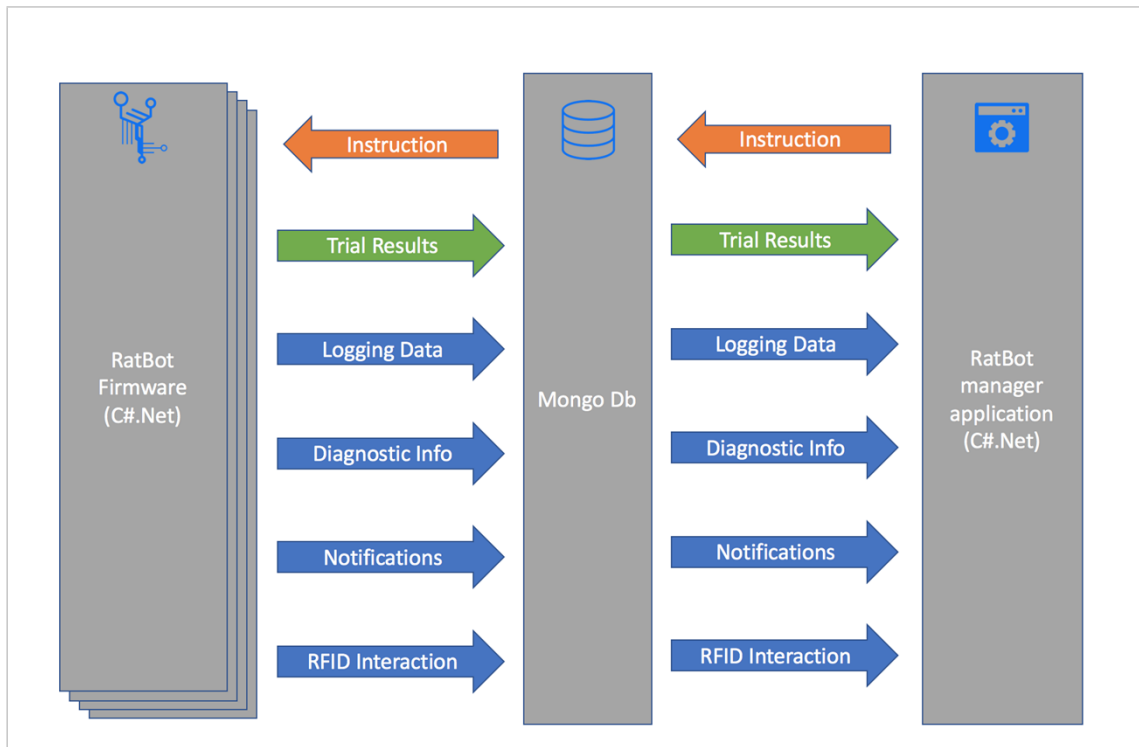 Instruction
Instruction
Trial Results
Trial Results
Logging Data
Logging Data
RatBot
Firmware
(C#.Net)
Mongo Db
RatBot
manager
application
(C#.Net)
Diagnostic Info
Diagnostic Info
Notifications
Notifications
RFID Interaction
RFID Interaction